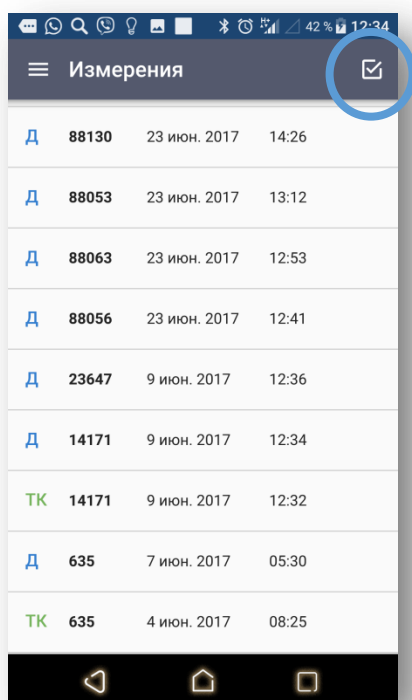 42 % 12:34
Измерения
Д 88130 23 июн. 2017 14:26
Д 88053 23 июн. 2017 13:12
Д 88063 23 июн. 2017 12:53
Д 88056 23 июн. 2017 12:41
Д 23647 9 июн. 2017 12:36
Д 14171 9 июн. 2017 12:34
ТК 14171 9 июн. 2017 12:32
Д 635 7 июн. 2017 05:30
ТК 635 4 июн. 2017 08:25